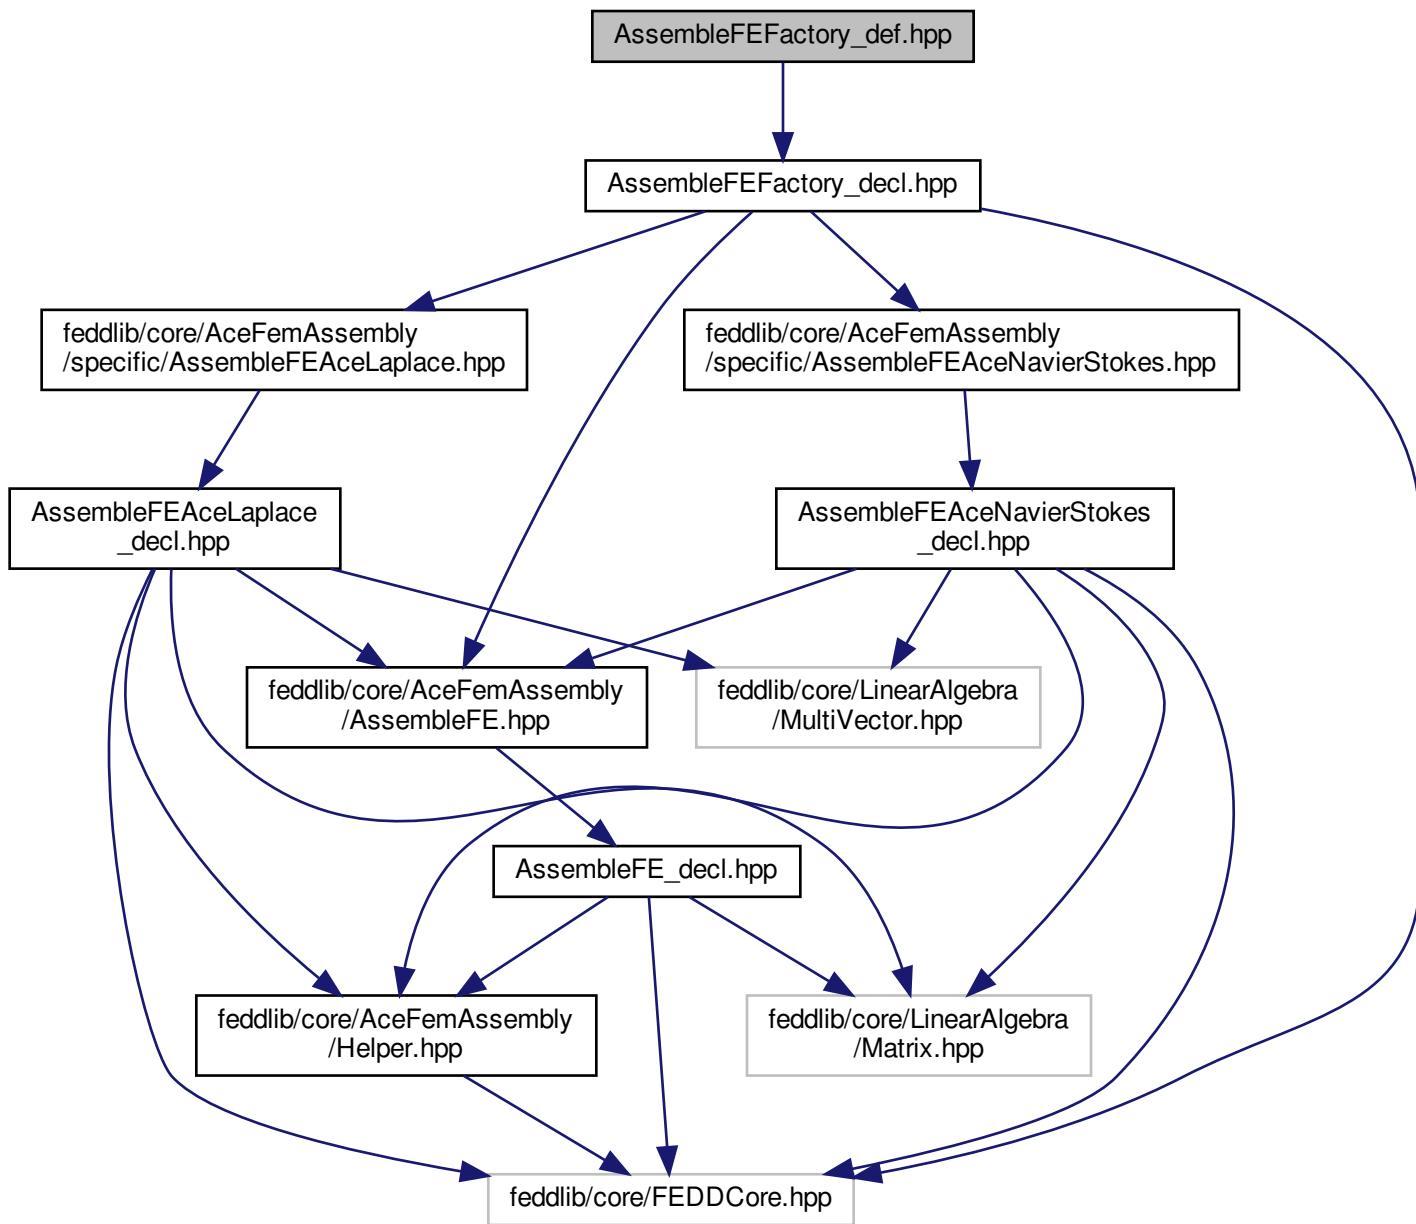 AssembleFEFactory_def.hpp
AssembleFEFactory_decl.hpp
feddlib/core/AceFemAssembly
/specific/AssembleFEAceLaplace.hpp
feddlib/core/AceFemAssembly
/specific/AssembleFEAceNavierStokes.hpp
AssembleFEAceLaplace
_decl.hpp
AssembleFEAceNavierStokes
_decl.hpp
feddlib/core/AceFemAssembly
/AssembleFE.hpp
feddlib/core/LinearAlgebra
/MultiVector.hpp
AssembleFE_decl.hpp
feddlib/core/AceFemAssembly
/Helper.hpp
feddlib/core/LinearAlgebra
/Matrix.hpp
feddlib/core/FEDDCore.hpp